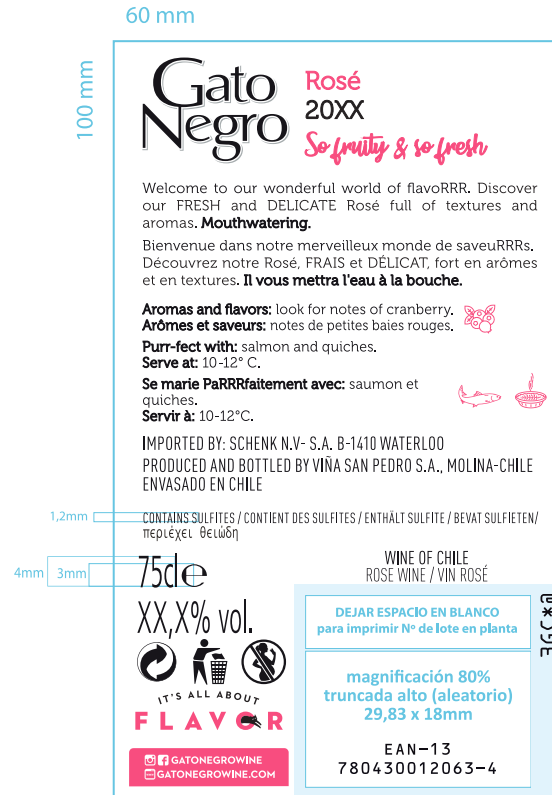 60 mm
100 mm
Gato
Negro
Rosé
20XX
So fruity & so fresh
Welcome to our wonderful world of flavoRRR. Discover
our FRESH and DELICATE Rosé full of textures and
aromas. Mouthwatering.
Bienvenue dans notre merveilleux monde de saveuRRRs.
Découvrez notre Rosé, FRAIS et DÉLICAT, fort en arômes
et en textures. Il vous mettra l'eau à la bouche.
Aromas and flavors: look for notes of cranberry.
Arômes et saveurs: notes de petites baies rouges.
Purr-fect with: salmon and quiches.
Serve at: 10-12° C.
Se marie PaRRRfaitement avec: saumon et
quiches.
Servir à: 10-12°C.
IMPORTED BY: SCHENK N.V- S.A. B-1410 WATERLOO
PRODUCED AND BOTTLED BY VIÑA SAN PEDRO S.A., MOLINA-CHILE
ENVASADO EN CHILE
1,2mm
CONTAINS SULFITES / CONTIENT DES SULFITES / ENTHÄLT SULFITE / BEVAT SULFIETEN/
περιέχει θειώδη
4mm
3mm
75cl℮
WINE OF CHILE
ROSE WINE / VIN ROSÉ
XX,X% vol.
DEJAR ESPACIO EN BLANCO
para imprimir Nº de lote en planta
magnificación 80%
truncada alto (aleatorio)
29,83 x 18mm
EAN-13
780430012063-4
IT'S ALL ABOUT
FLAVOR
GATONEGROWINE
GATONEGROWINE.COM